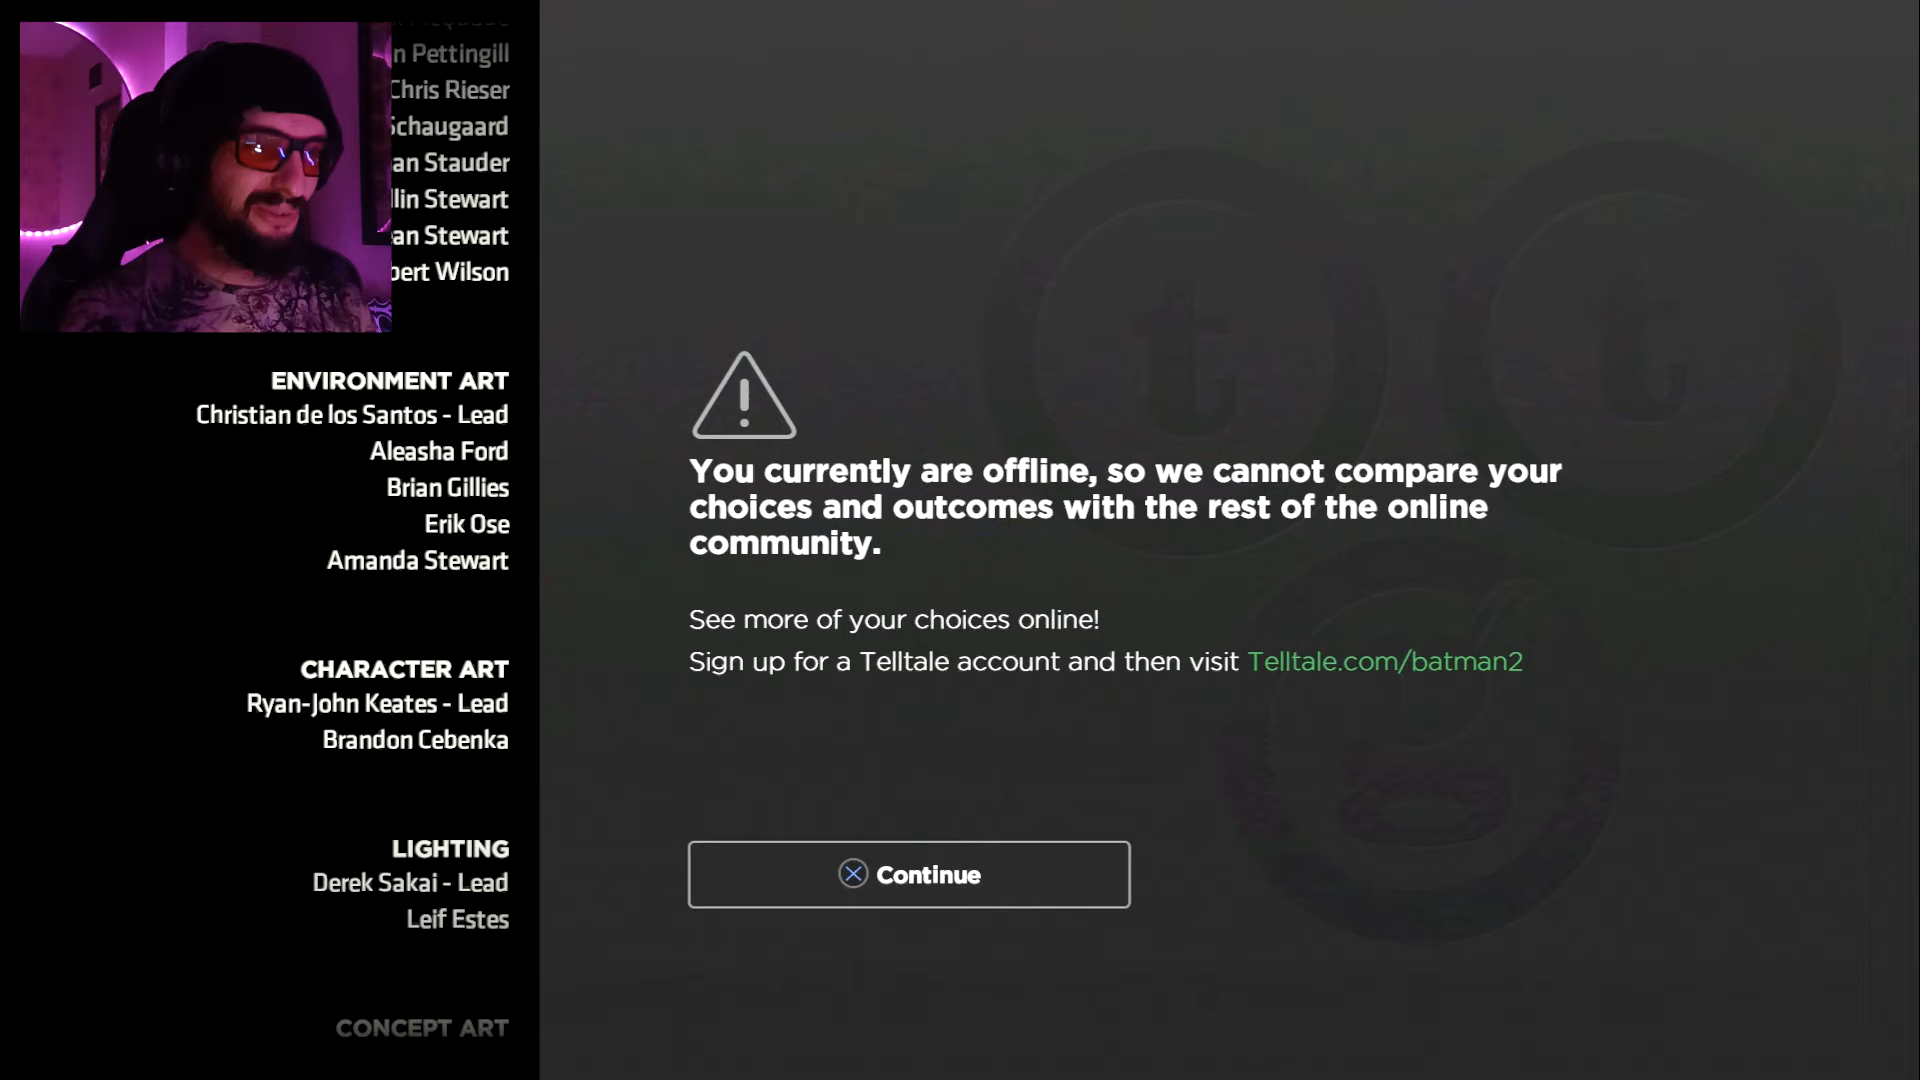 n Pettingill
Chris Rieser
Schaugaard
an Stauder
llin Stewart
ean Stewart
bert Wilson
ENVIRONMENT ART
Christian de los Santos - Lead
Aleasha Ford
Brian Gillies
Erik Ose
Amanda Stewart
CHARACTER ART
Ryan-John Keates - Lead
Brandon Cebenka
LIGHTING
Derek Sakai - Lead
Leif Estes
CONCEPT ART
You currently are offline, so we cannot compare your
choices and outcomes with the rest of the online
community.
See more of your choices online!
Sign up for a Telltale account and then visit Telltale.com/batman2
Continue
t t